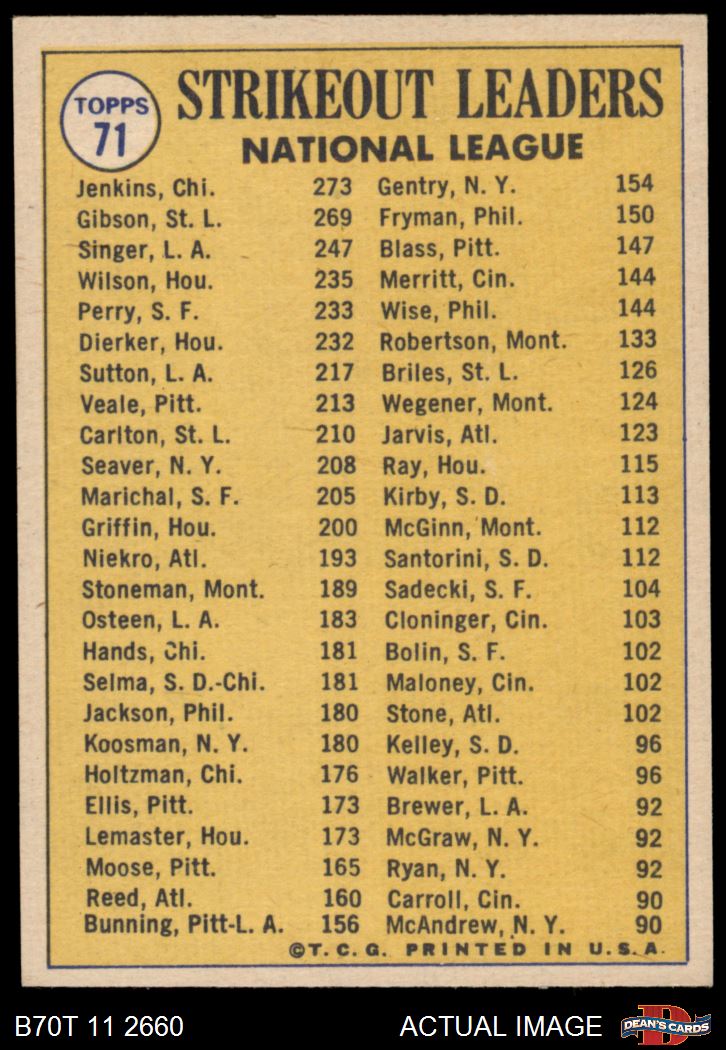 TOPPS
71
STRIKEOUT LEADERS
NATIONAL LEAGUE
Jenkins, Chi. 273
Gibson, St. L. 269
Singer, L. A. 247
Wilson, Hou. 235
Perry, S. F. 233
Dierker, Hou. 232
Sutton, L. A. 217
Veale, Pitt. 213
Carlton, St. L. 210
Seaver, N. Y. 208
Marichal, S. F. 205
Griffin, Hou. 200
Niekro, Atl. 193
Stoneman, Mont. 189
Osteen, L. A. 183
Hands, Chi. 181
Selma, S. D.-Chi. 181
Jackson, Phil. 180
Koosman, N. Y. 180
Holtzman, Chi. 176
Ellis, Pitt. 173
Lemaster, Hou. 173
Moose, Pitt. 165
Reed, Atl. 160
Bunning, Pitt-L. A. 156
Gentry, N. Y. 154
Fryman, Phil. 150
Blass, Pitt. 147
Merritt, Cin. 144
Wise, Phil. 144
Robertson, Mont. 133
Briles, St. L. 126
Wegener, Mont. 124
Jarvis, Atl. 123
Ray, Hou. 115
Kirby, S. D. 113
McGinn, Mont. 112
Santorini, S. D. 112
Sadecki, S. F. 104
Cloninger, Cin. 103
Bolin, S. F. 102
Maloney, Cin. 102
Stone, Atl. 102
Kelley, S. D. 96
Walker, Pitt. 96
Brewer, L. A. 92
McGraw, N. Y. 92
Ryan, N. Y. 92
Carroll, Cin. 90
McAndrew, N. Y. 90
©T. C. G. PRINTED IN U. S. A.
B70T 11 2660 ACTUAL IMAGE
D
DEAN'S CARDS